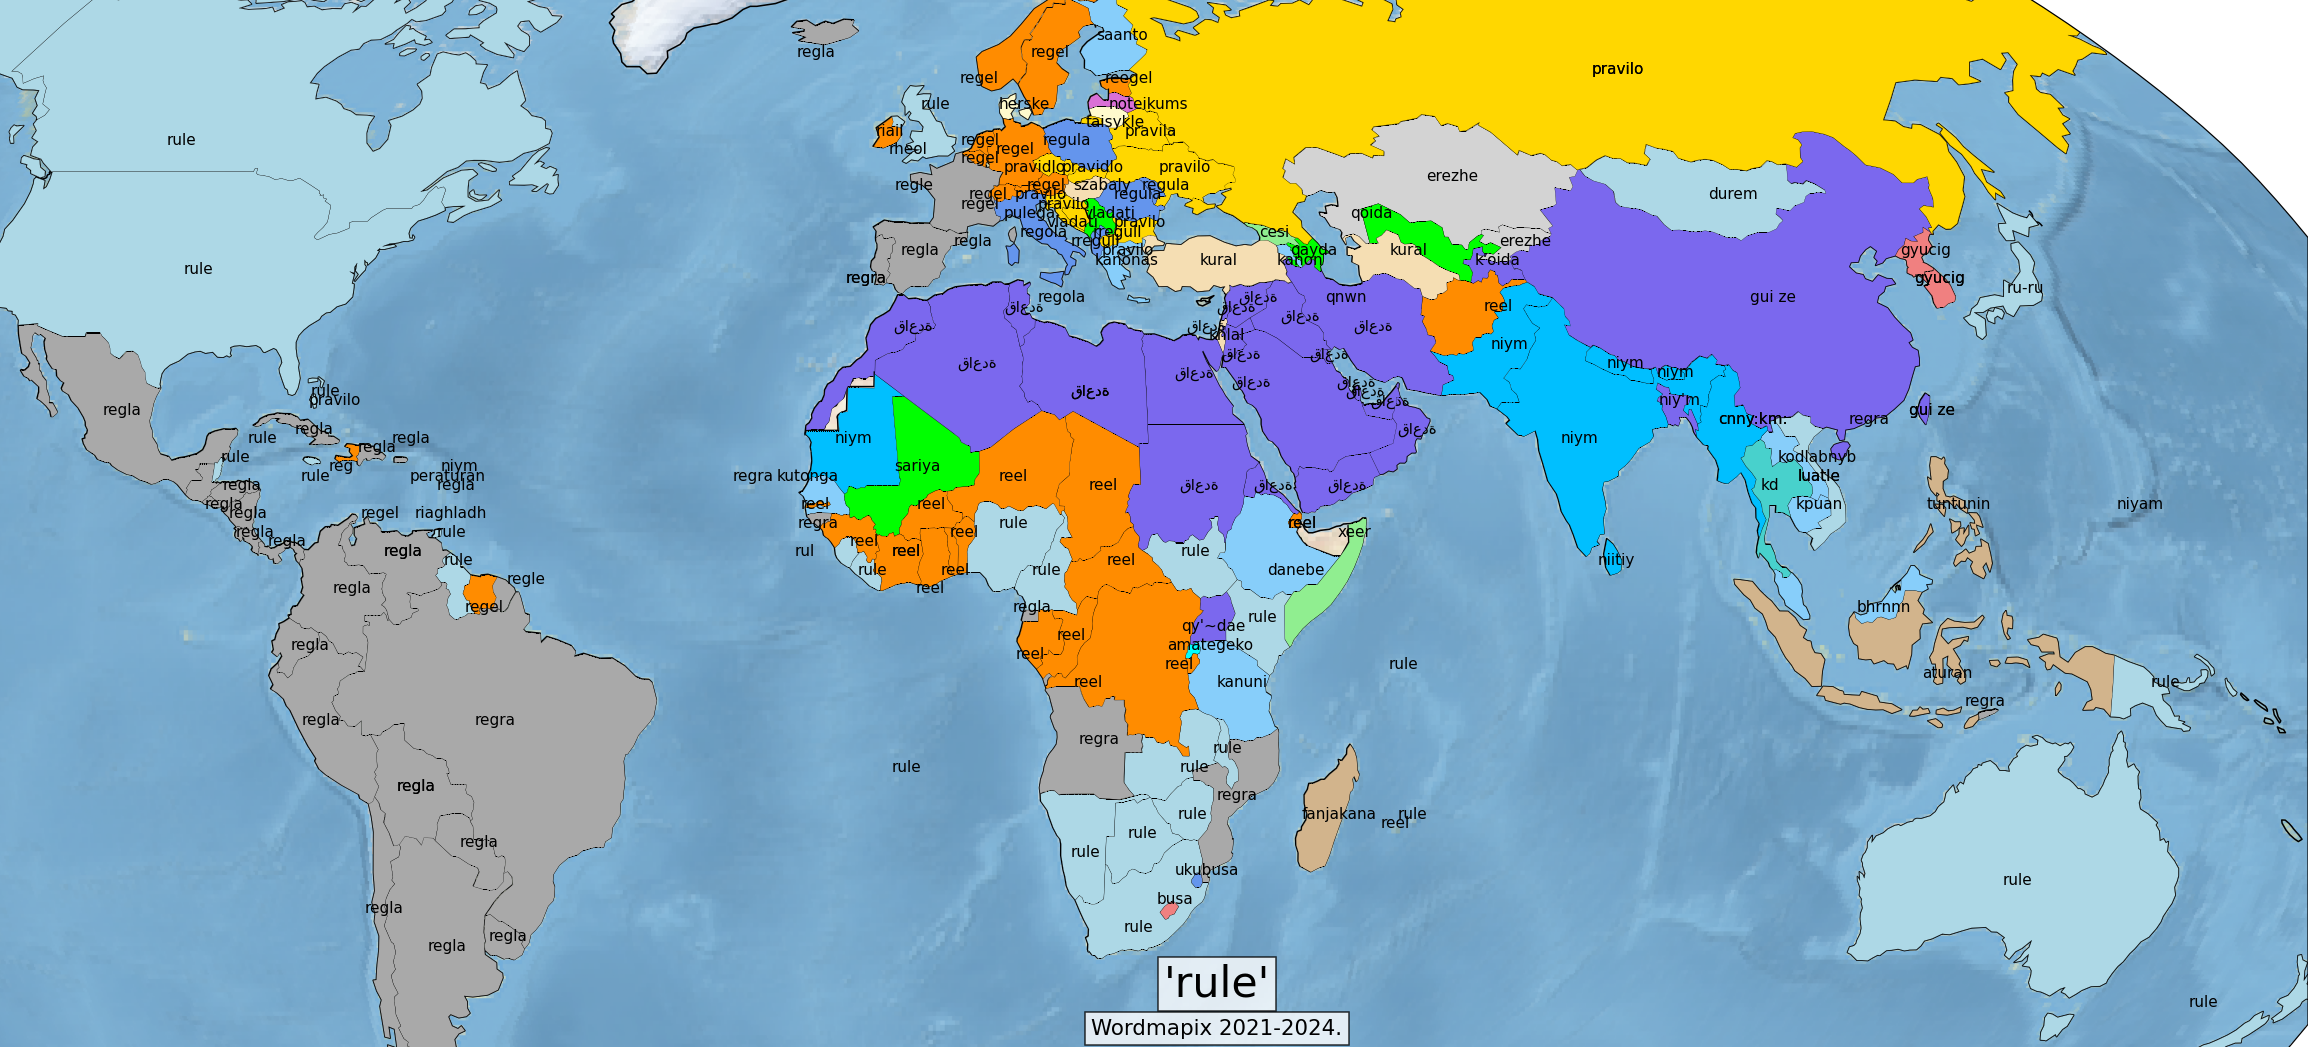 saanto
regla
regel
pravilo
regel
reegel
rule
herske
noteikums
taisykle
riail
pravila
rule
regel
regula
rheol
regel
regel
pravidlo
pravidlo
pravilo
erezhe
regle
regel
szabaly
regula
durem
regel
pravilo
regula
regel
pravilo
pulega
vladati
qoida
vladati
pravilo
regola
rregull
cesi
rule
regla
regla
rregull
erezhe
pravilo
qayda
kural
gyucig
kanonas
kural
kanon
k'oida
regra
gyucig
ru-ru
regola
qnwn
gui ze
قاعدة
قاعدة
قاعدة
قاعدة
reel
قاعدة
قاعدة
قاعدة
khlal
niym
قاعدة
قاعدة
قاعدة
niym
niym
قاعدة
قاعدة
قاعدة
قاعدة
rule
قاعدة
قاعدة
pravilo
niy'm
regla
gui ze
cnny:km:
regra
regla
قاعدة
rule
regla
niym
niym
regla
rule
kodlabnyb
reg
niym
sariya
rule
peraturan
regra
kutonga
reel
luatle
regla
regla
reel
قاعدة
قاعدة
قاعدة
kd
regla
reel
reel
kpuan
tuntunin
niyam
regla
regel
riaghladh
regra
rule
reel
xeer
regla
rule
reel
reel
regla
regla
rul
reel
rule
rule
reel
niitiy
regle
rule
reel
rule
danebe
regla
reel
regel
regla
rule
bhrnnn
regla
reel
qy'~dae
amategeko
reel
reel
rule
aturan
reel
kanuni
rule
regra
regla
regra
regra
rule
rule
rule
regla
regra
rule
fanjakana
rule
reel
rule
regla
rule
ukubusa
rule
busa
regla
rule
regla
regla
'rule'
rule
Wordmapix 2021-2024.